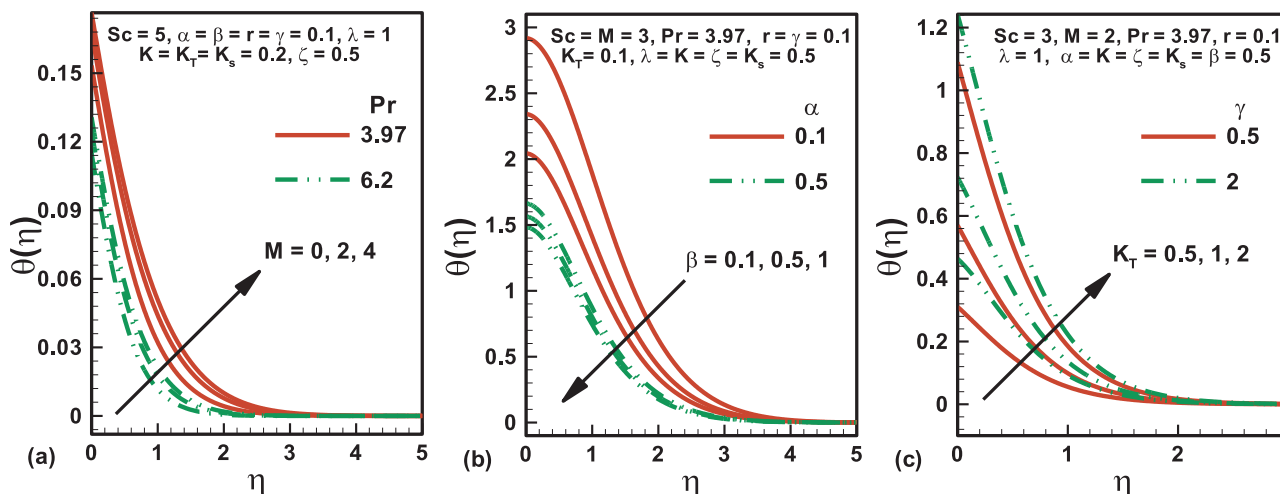 Sc = 5, α = β = r = γ = 0.1, λ = 1
K = K_T = K_s = 0.2, ζ = 0.5
Pr
3.97
6.2
M = 0, 2, 4
θ(η)
0.15
0.12
0.09
0.06
0.03
0
0 1 2 3 4 5
(a)
η
Sc = M = 3, Pr = 3.97, r = γ = 0.1
K_T = 0.1, λ = K = ζ = K_s = 0.5
α
0.1
0.5
β = 0.1, 0.5, 1
θ(η)
3
2.5
2
1.5
1
0.5
0
0 1 2 3 4 5
(b)
η
Sc = 3, M = 2, Pr = 3.97, r = 0.1
λ = 1, α = K = ζ = K_s = β = 0.5
γ
0.5
2
K_T = 0.5, 1, 2
θ(η)
1.2
1
0.8
0.6
0.4
0.2
0
0 1 2
(c)
η